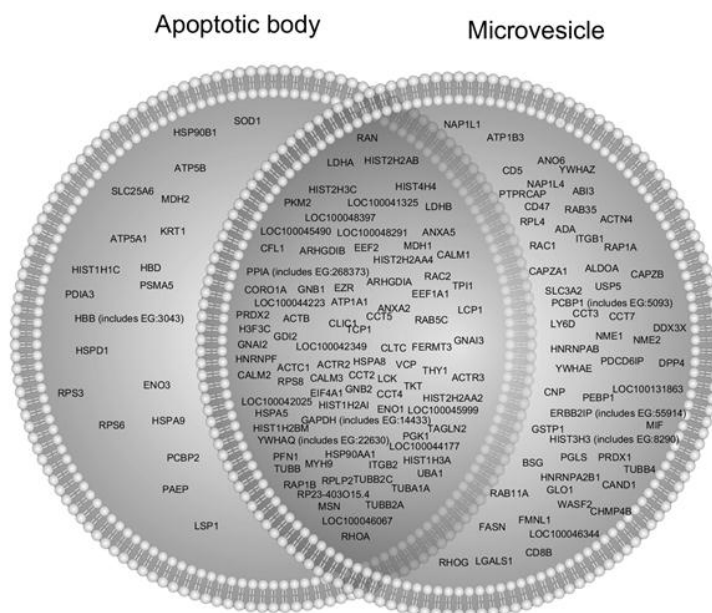 Apoptotic body
Microvesicle
SOD1
HSP90B1
ATP5B
SLC25A6
MDH2
KRT1
ATP5A1
HIST1H1C
HBD
PSMA5
PDIA3
HBB (includes EG:3043)
HSPD1
ENO3
RPS3
RPS6
HSPA9
PCBP2
PAEP
LSP1
RAN
LDHA
HIST2H2AB
HIST2H3C
HIST4H4
PKM2
LOC100041325
LDHB
LOC100048397
LOC100045490
LOC100048291
ANXA5
CFL1
ARHGDIB
EEF2
MDH1
HIST2H2AA4
CALM1
PPIA (includes EG:268373)
RAC2
CORO1A
GNB1
EZR
ARHGDIA
TPI1
EEF1A1
LOC100044223
ATP1A1
ANXA2
LCP1
PRDX2
ACTB
CLIC1
CCT5
RAB5C
H3F3C
TCP1
GDI2
GNAI2
LOC100042349
CLTC
FERMT3
GNAI3
HNRNPF
ACTC1
ACTR2
HSPA8
VCP
THY1
CALM2
RPS8
CALM3
CCT2
LCK
ACTR3
EIF4A1
GNB2
TKT
CCT4
HIST2H2AA2
LOC100042025
HIST1H2AI
ENO1
LOC100045999
HSPA5
GAPDH (includes EG:14433)
HIST1H2BM
TAGLN2
YWHAQ (includes EG:22630)
PGK1
LOC100044177
PFN1
HSP90AA1
HIST1H3A
TUBB
MYH9
ITGB2
UBA1
RAP1B
RPLP2
TUBB2C
TUBA1A
RP23-403O15.4
MSN
TUBB2A
LOC100046067
RHOA
NAP1L1
ATP1B3
ANO6
CD5
YWHAZ
NAP1L4
PTPRCAP
ABI3
CD47
RAB35
RPL4
ACTN4
ADA
ITGB1
RAC1
RAP1A
CAPZA1
ALDOA
CAPZB
SLC3A2
USP5
PCBP1 (includes EG:5093)
CCT3
CCT7
LY6D
DDX3X
NME1
NME2
HNRNPAB
PDCD6IP
DPP4
YWHAE
CNP
PEBP1
LOC100131863
ERBB2IP (includes EG:55914)
MIF
GSTP1
HIST3H3 (includes EG:8290)
BSG
PGLS
PRDX1
TUBB4
HNRNPA2B1
RAB11A
GLO1
CAND1
WASF2
CHMP4B
FMNL1
FASN
LOC100046344
CD8B
RHOG
LGALS1